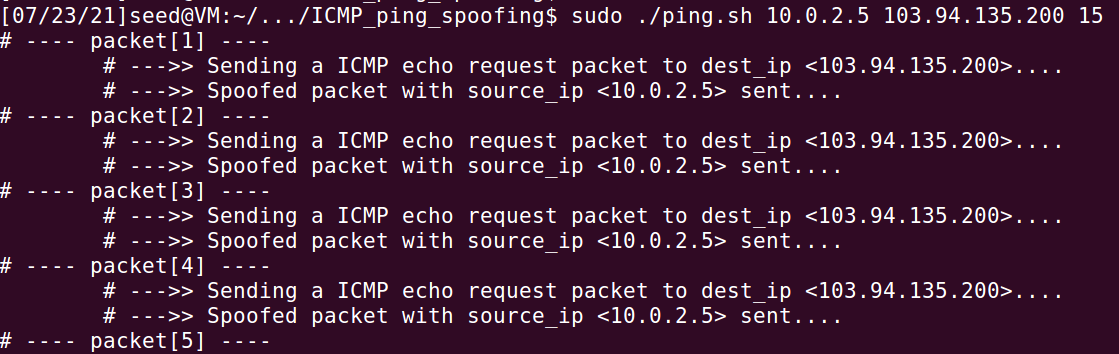 [07/23/21]seed@VM:~/.../ICMP_ping_spoofing$ sudo ./ping.sh 10.0.2.5 103.94.135.200 15
# ---- packet[1] ----
# --->> Sending a ICMP echo request packet to dest_ip <103.94.135.200>....
# --->> Spoofed packet with source_ip <10.0.2.5> sent....
# ---- packet[2] ----
# --->> Sending a ICMP echo request packet to dest_ip <103.94.135.200>....
# --->> Spoofed packet with source_ip <10.0.2.5> sent....
# ---- packet[3] ----
# --->> Sending a ICMP echo request packet to dest_ip <103.94.135.200>....
# --->> Spoofed packet with source_ip <10.0.2.5> sent....
# ---- packet[4] ----
# --->> Sending a ICMP echo request packet to dest_ip <103.94.135.200>....
# --->> Spoofed packet with source_ip <10.0.2.5> sent....
# ---- packet[5] ----